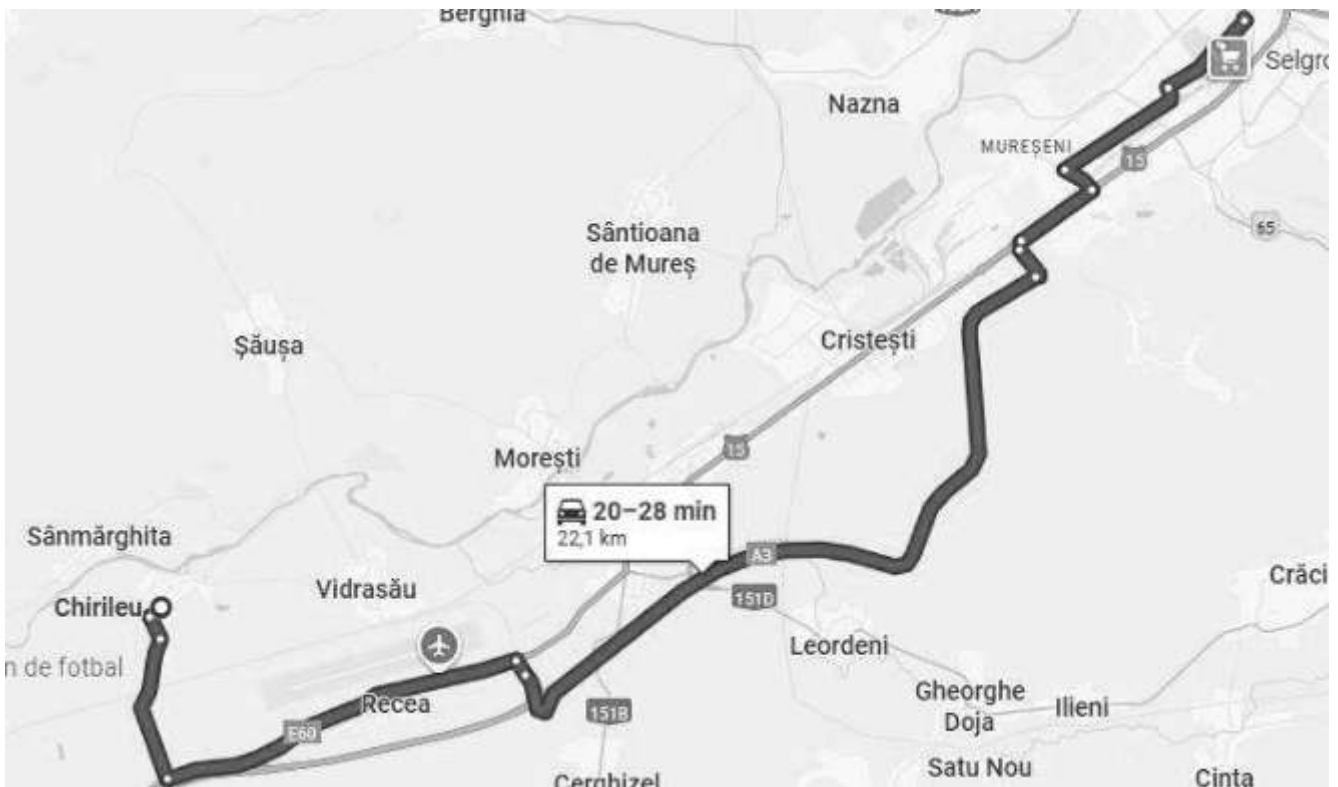 Berghia
Selgro
Nazna
MUREȘENI
15
65
Sântioana
de Mureș
Șăușa
Cristești
15
Morești
20–28 min
22,1 km
Sânmărghita
A3
Vidrasău
151D
Crăci
Chirileu
n de fotbal
Leordeni
Recea
Gheorghe
Doja
Ilieni
E60
151B
Satu Nou
Cerghizel
Cinta